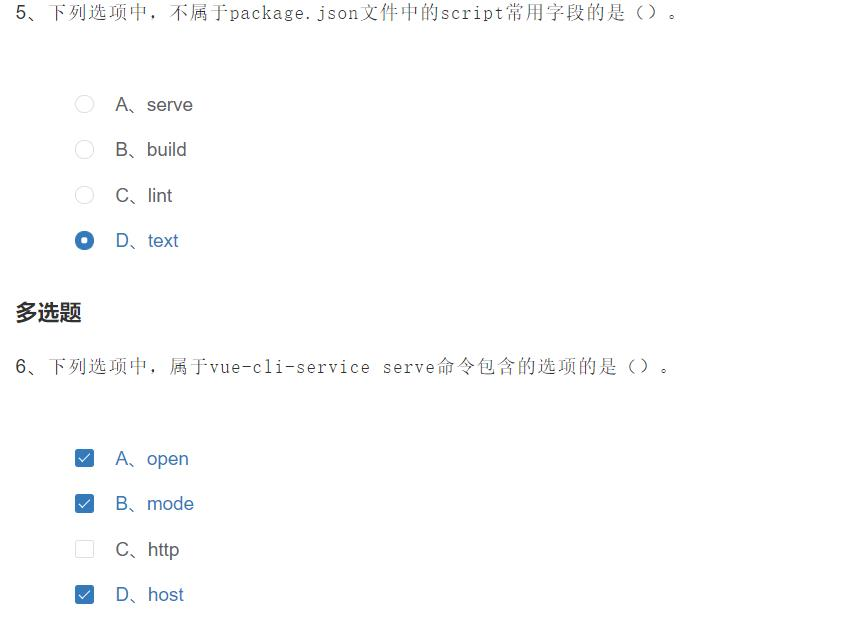 5、下列选项中，不属于package.json文件中的script常用字段的是（）。
A、serve
B、build
C、lint
D、text
多选题
6、下列选项中，属于vue-cli-service serve命令包含的选项的是（）。
A、open
B、mode
C、http
D、host